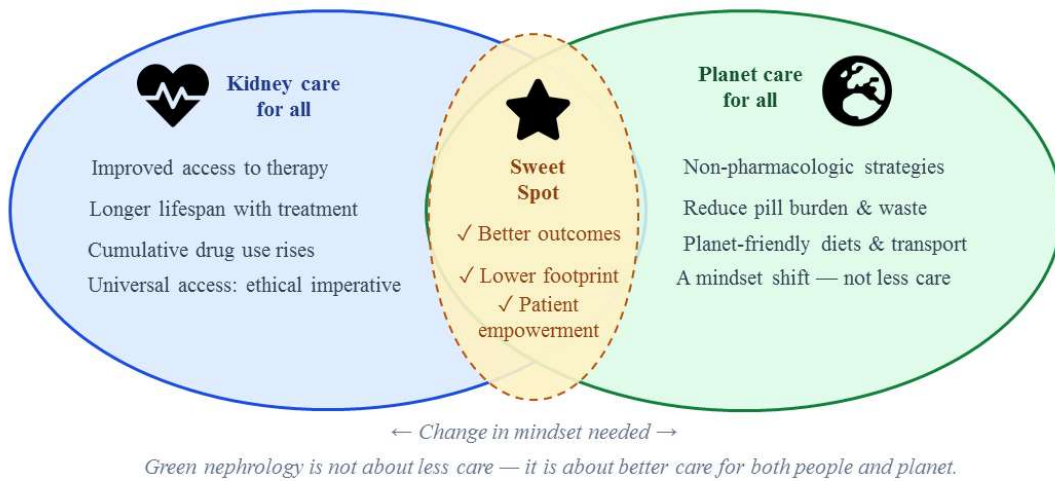 Kidney care
for all
Improved access to therapy
Longer lifespan with treatment
Cumulative drug use rises
Universal access: ethical imperative
Sweet
Spot
✓ Better outcomes
✓ Lower footprint
✓ Patient
empowerment
Planet care
for all
Non-pharmacologic strategies
Reduce pill burden & waste
Planet-friendly diets & transport
A mindset shift — not less care
← Change in mindset needed →
Green nephrology is not about less care — it is about better care for both people and planet.